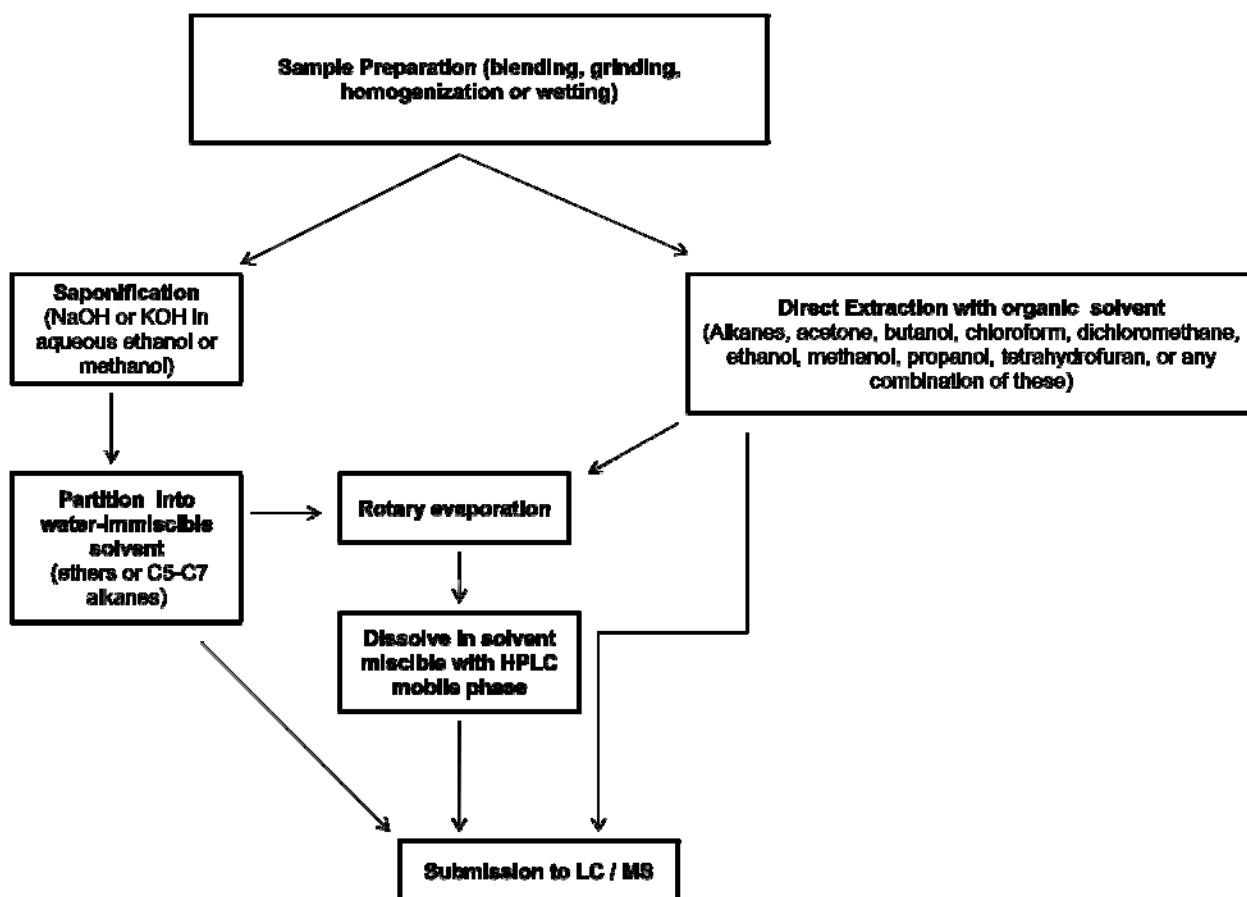 Sample Preparation (blending, grinding,
homogenization or wetting)
Saponification
(NaOH or KOH in
aqueous ethanol or
methanol)
Direct Extraction with organic solvent
(Alkanes, acetone, butanol, chloroform, dichloromethane,
ethanol, methanol, propanol, tetrahydrofuran, or any
combination of these)
Partition into
water-immiscible
solvent
(ethers or C5-C7
alkanes)
Rotary evaporation
Dissolve in solvent
miscible with HPLC
mobile phase
Submission to LC / MS